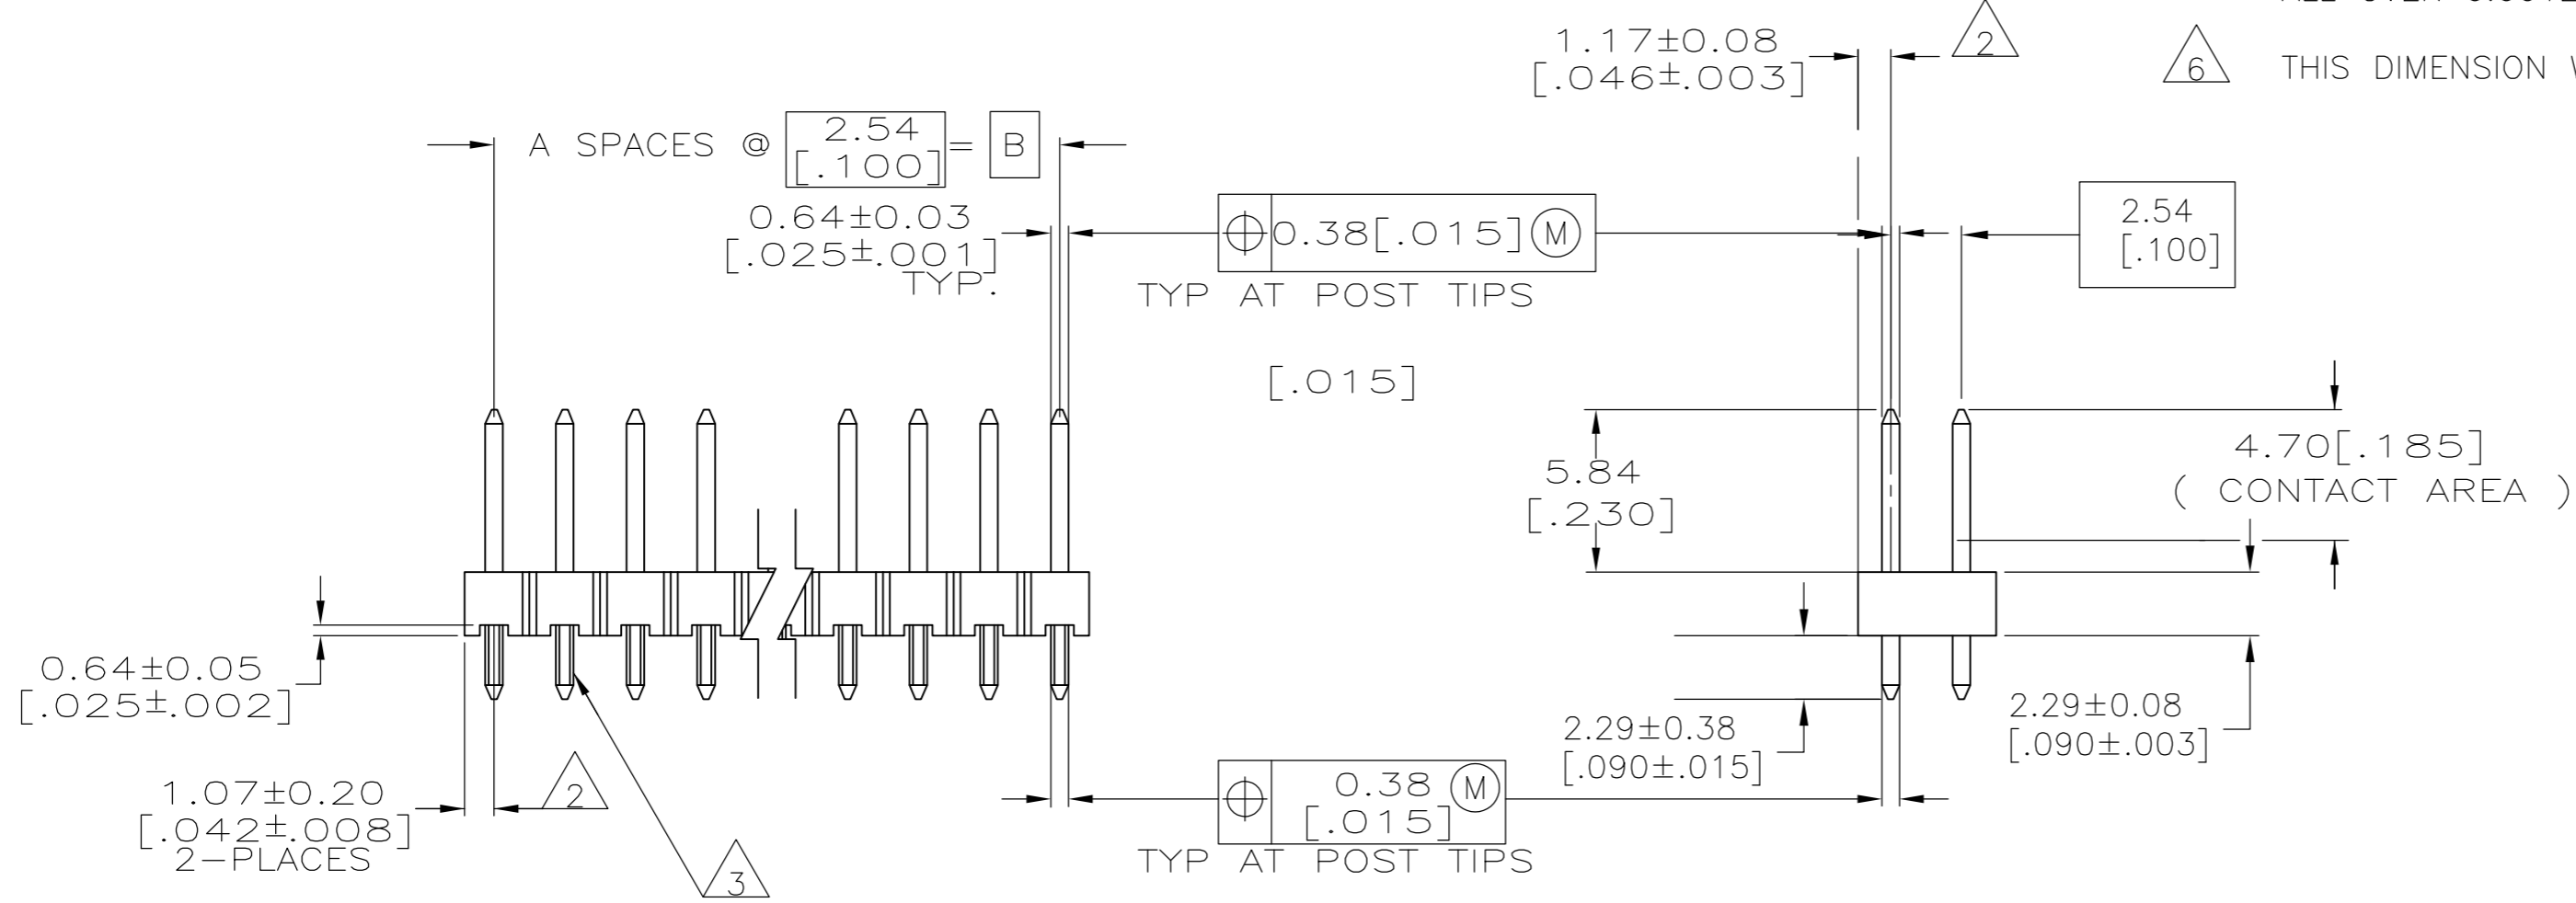 1.17±0.08
[.046±.003]
2
6 THIS DIMENSION
A SPACES @ 2.54 [.100] = B
0.64±0.03
[.025±.001]
TYP.
0.38[.015] M
TYP AT POST TIPS
2.54
[.100]
[.015]
5.84
[.230]
4.70[.185]
( CONTACT AREA )
0.64±0.05
[.025±.002]
2.29±0.38
[.090±.015]
2.29±0.08
[.090±.003]
1.07±0.20
[.042±.008]
2-PLACES
2
3
0.38 M
[.015]
TYP AT POST TIPS